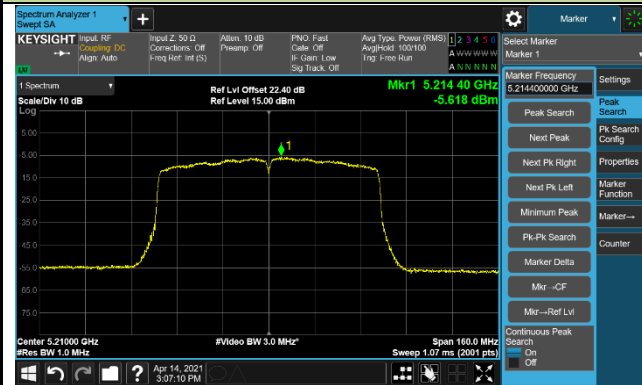 Spectrum Analyzer 1
Swept SA
Marker
KEYSIGHT
Input: RF
Coupling: DC
Align: Auto
Input Z: 50 Ω
Corrections: Off
Freq Ref: Int (S)
Atten: 10 dB
Preamp: Off
PNO: Fast
Gate: Off
IF Gain: Low
Sig Track: Off
Avg Type: Power (RMS)
Avg|Hold: 100/100
Trig: Free Run
1 2 3 4 5 6
A W W W W W
A N N N N N
Select Marker
Marker 1
1 Spectrum
Scale/Div 10 dB
Log
Ref Lvl Offset 22.40 dB
Ref Level 15.00 dBm
Mkr1 5.214 40 GHz
-5.618 dBm
5.00
1
-5.00
-15.0
-25.0
-35.0
-45.0
-55.0
-65.0
-75.0
Center 5.21000 GHz
#Res BW 1.0 MHz
#Video BW 3.0 MHz*
Span 160.0 MHz
Sweep 1.07 ms (2001 pts)
Marker Frequency
5.214400000 GHz
Peak Search
Next Peak
Next Pk Right
Next Pk Left
Minimum Peak
Pk-Pk Search
Marker Delta
Mkr→CF
Mkr→Ref Lvl
Continuous Peak
Search
On
Off
Settings
Peak
Search
Pk Search
Config
Properties
Marker
Function
Marker→
Counter
Apr 14, 2021
3:07:10 PM